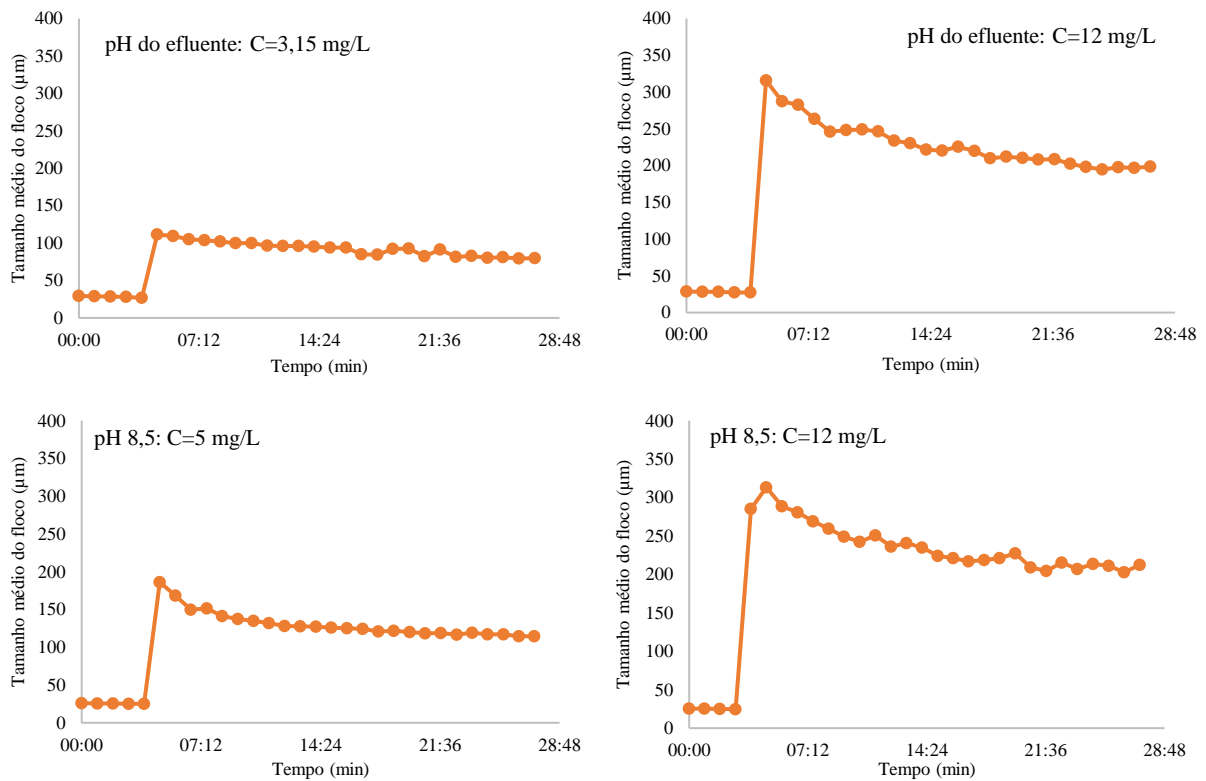 pH do efluente: C=3,15 mg/L
Tamanho médio do floco (µm)
400
350
300
250
200
150
100
50
0
00:00 07:12 14:24 21:36 28:48
Tempo (min)
pH do efluente: C=12 mg/L
Tamanho médio do floco (µm)
400
350
300
250
200
150
100
50
0
00:00 07:12 14:24 21:36 28:48
Tempo (min)
pH 8,5: C=5 mg/L
Tamanho médio do floco (µm)
400
350
300
250
200
150
100
50
0
00:00 07:12 14:24 21:36 28:48
Tempo (min)
pH 8,5: C=12 mg/L
Tamanho médio do floco (µm)
400
350
300
250
200
150
100
50
0
00:00 07:12 14:24 21:36 28:48
Tempo (min)